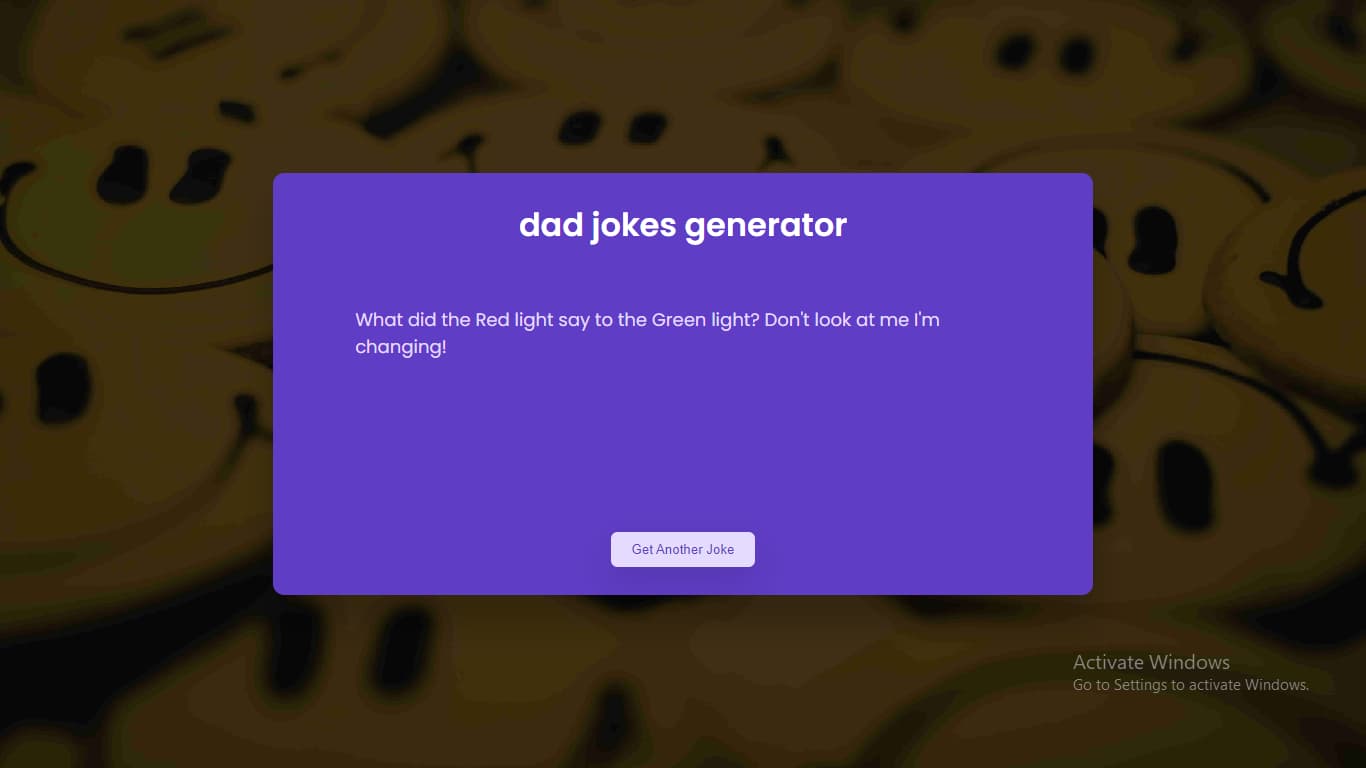 dad jokes generator
What did the Red light say to the Green light? Don't look at me I'm
changing!
Get Another Joke
Activate Windows
Go to Settings to activate Windows.